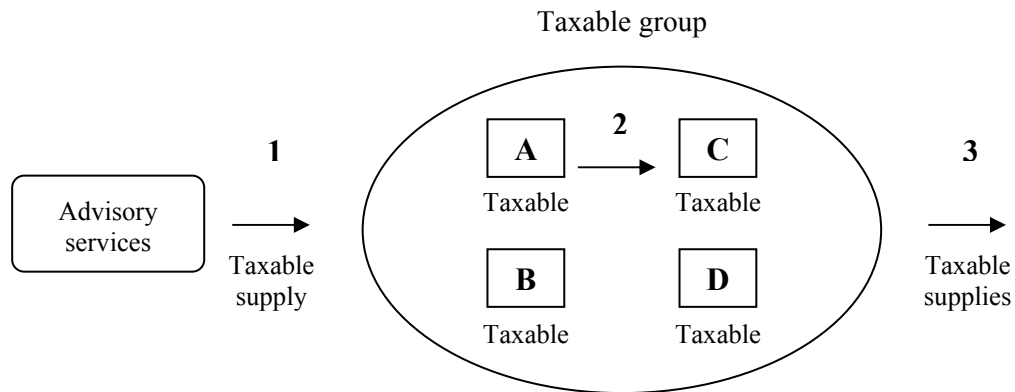 Taxable group
1
Advisory
services
Taxable
supply
A
2
C
Taxable
Taxable
B
D
Taxable
Taxable
3
Taxable
supplies